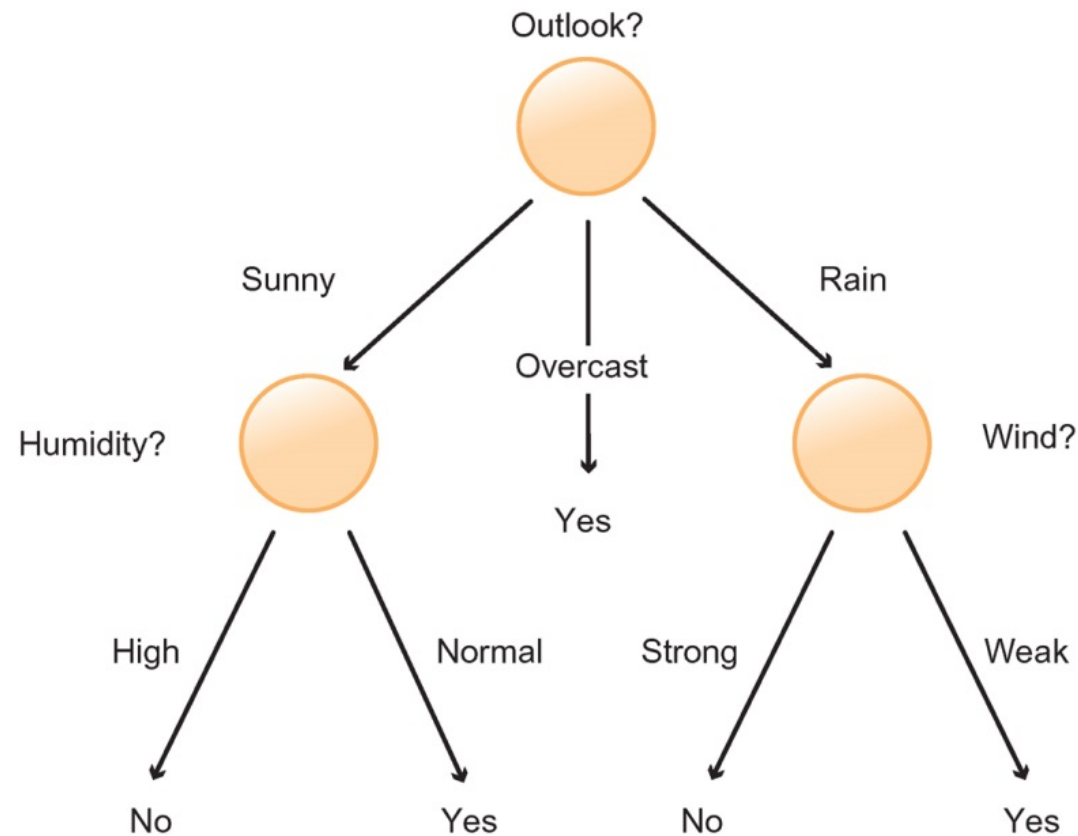 Outlook?
Sunny
Rain
Overcast
Humidity?
Wind?
Yes
High
Normal
Strong
Weak
No
Yes
No
Yes